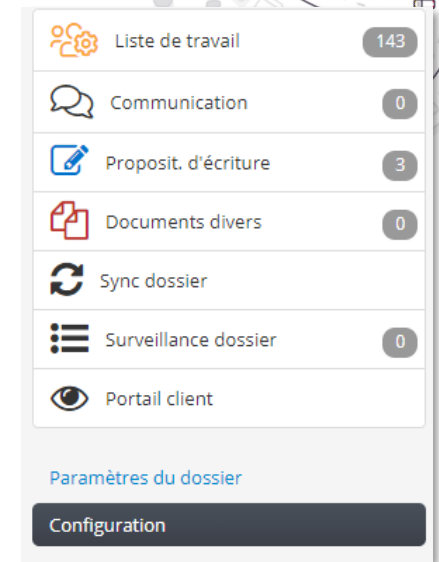 Liste de travail 143
Communication 0
Proposit. d'écriture 3
Documents divers 0
Sync dossier
Surveillance dossier 0
Portail client
Paramètres du dossier
Configuration